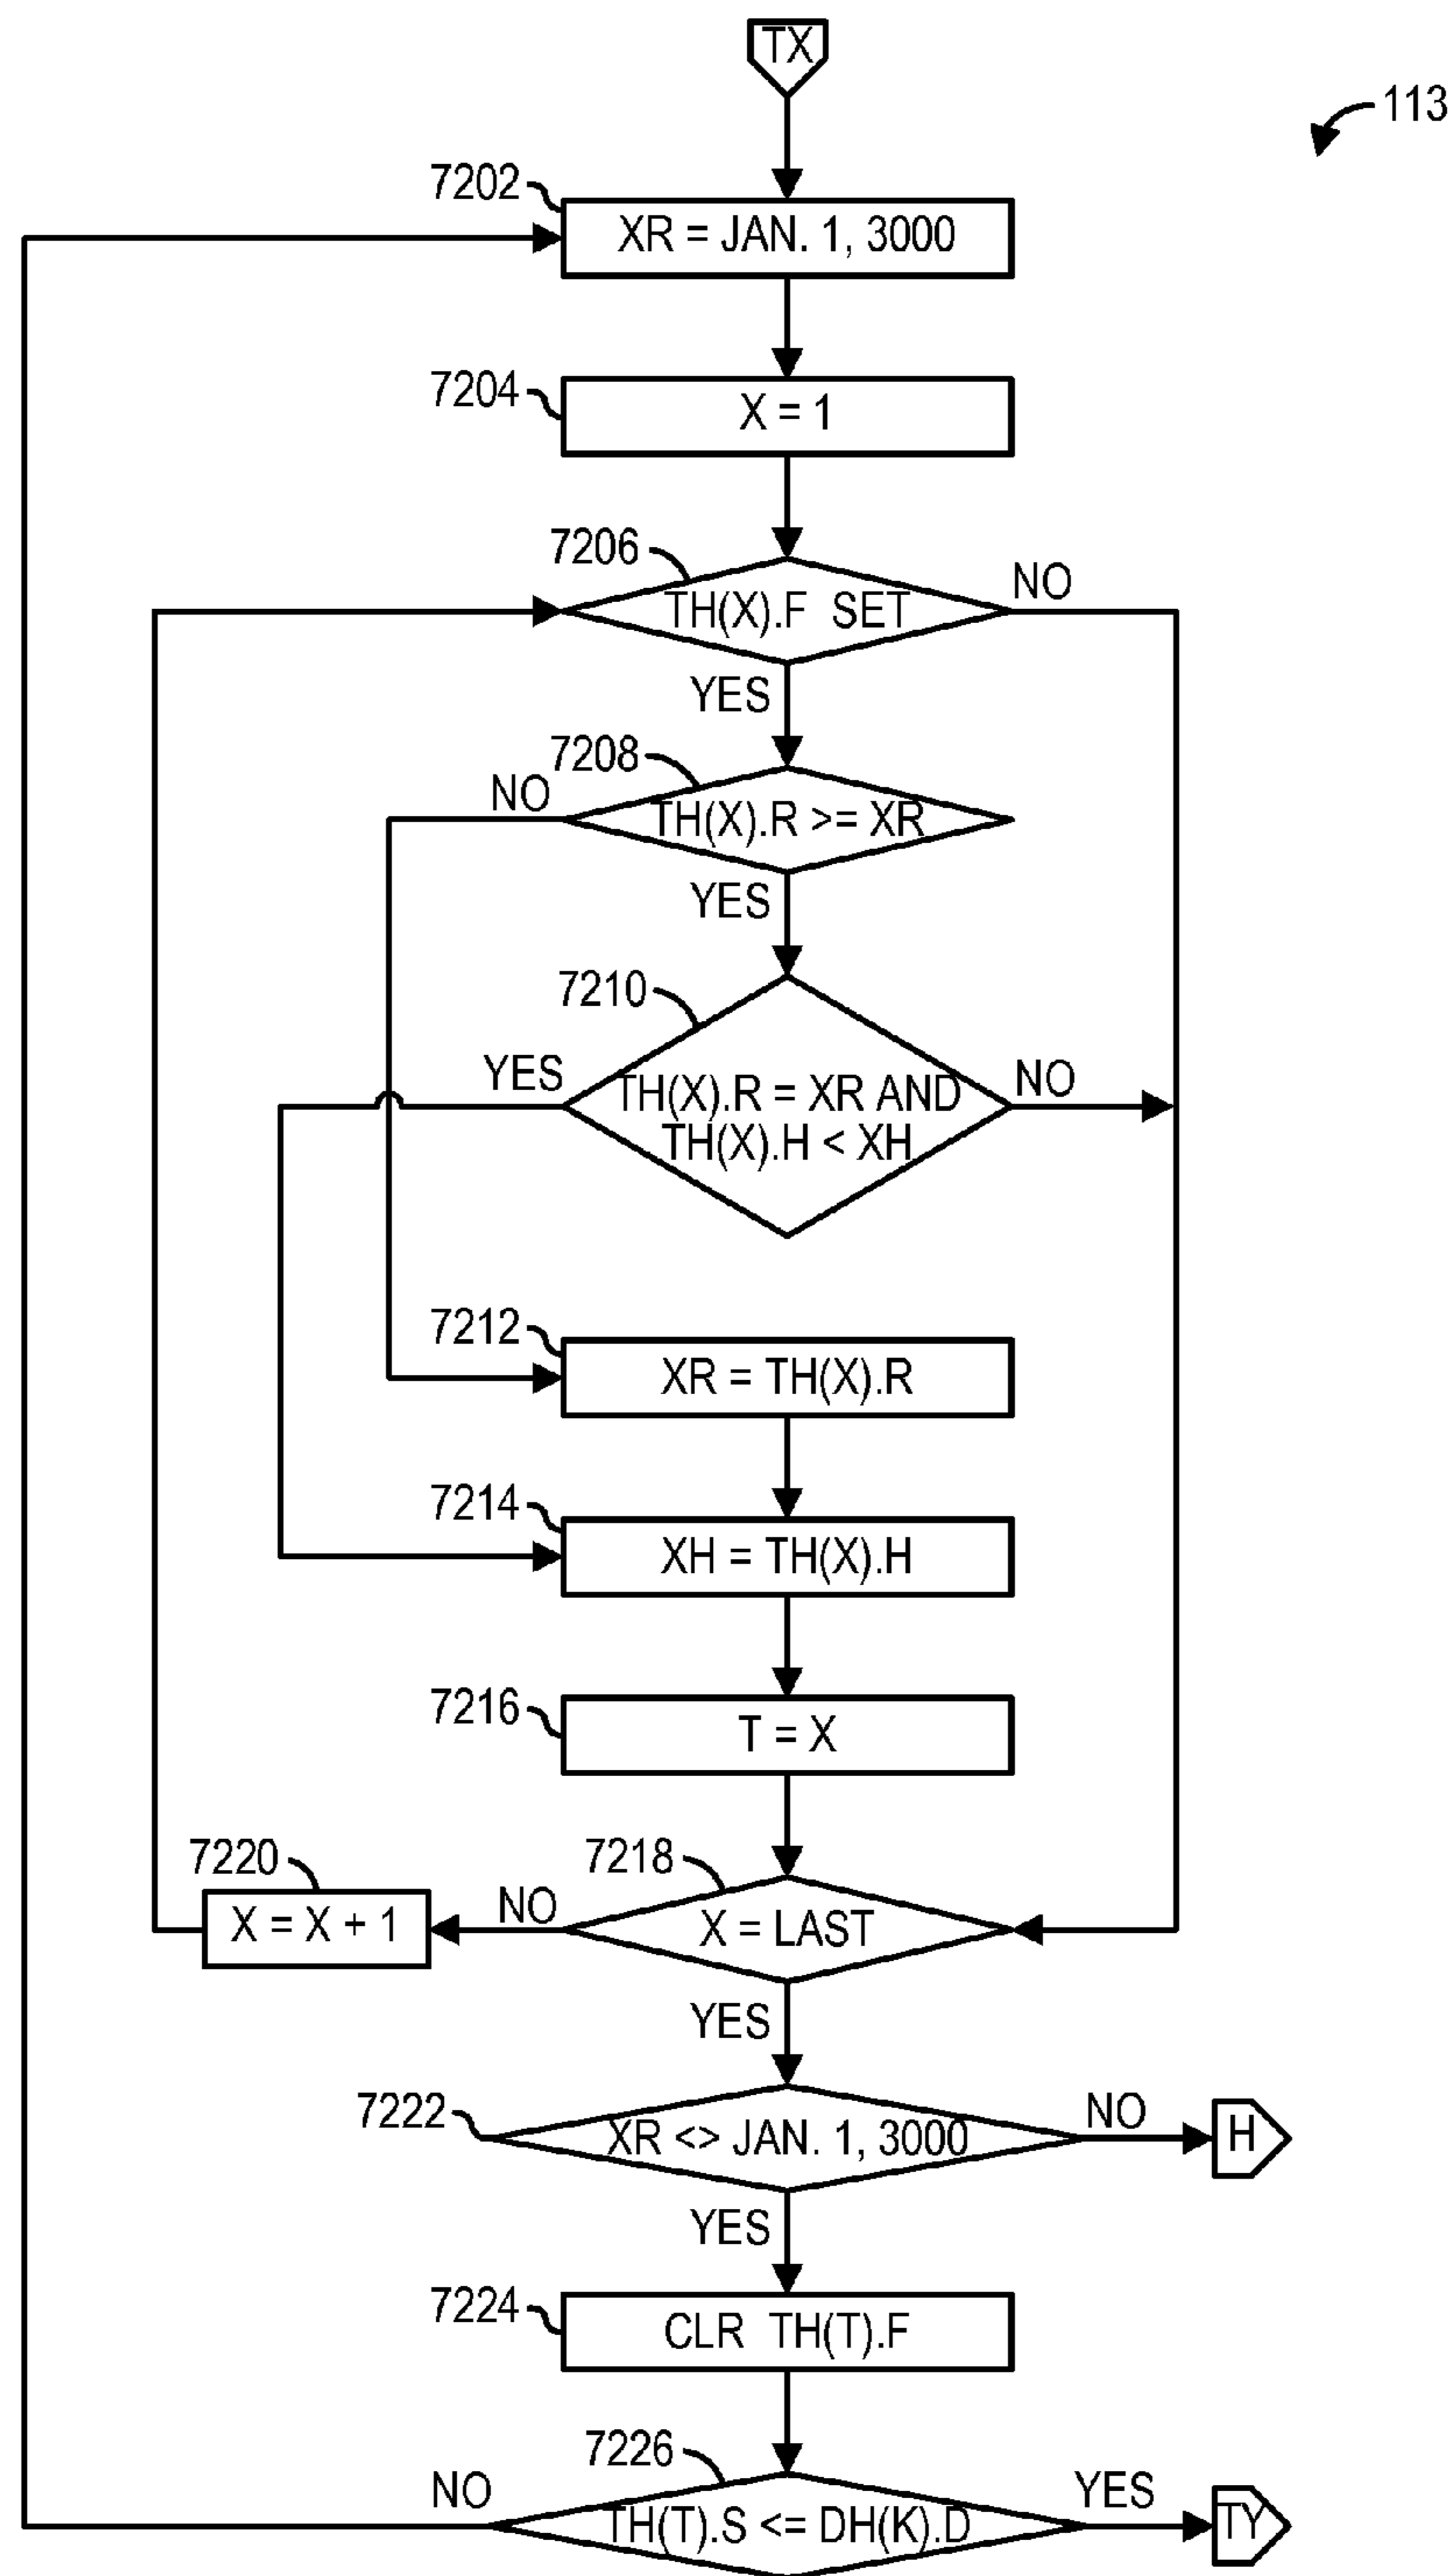 TX
113
7202
XR = JAN. 1, 3000
7204
X = 1
7206
TH(X).F SET
NO
YES
7208
NO
TH(X).R >= XR
YES
7210
YES
TH(X).R = XR AND
TH(X).H < XH
NO
7212
XR = TH(X).R
7214
XH = TH(X).H
7216
T = X
7220
X = X + 1
7218
NO
X = LAST
YES
7222
XR <> JAN. 1, 3000
NO
H
YES
7224
CLR TH(T).F
7226
NO
TH(T).S <= DH(K).D
YES
TY